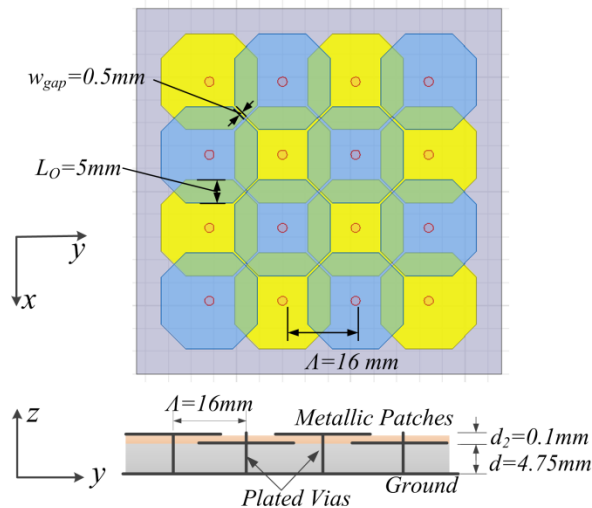 w_gap=0.5mm
L_O=5mm
y
x
Λ=16 mm
z
Λ=16mm
Metallic Patches
d_2=0.1mm
d=4.75mm
y
Plated Vias
Ground